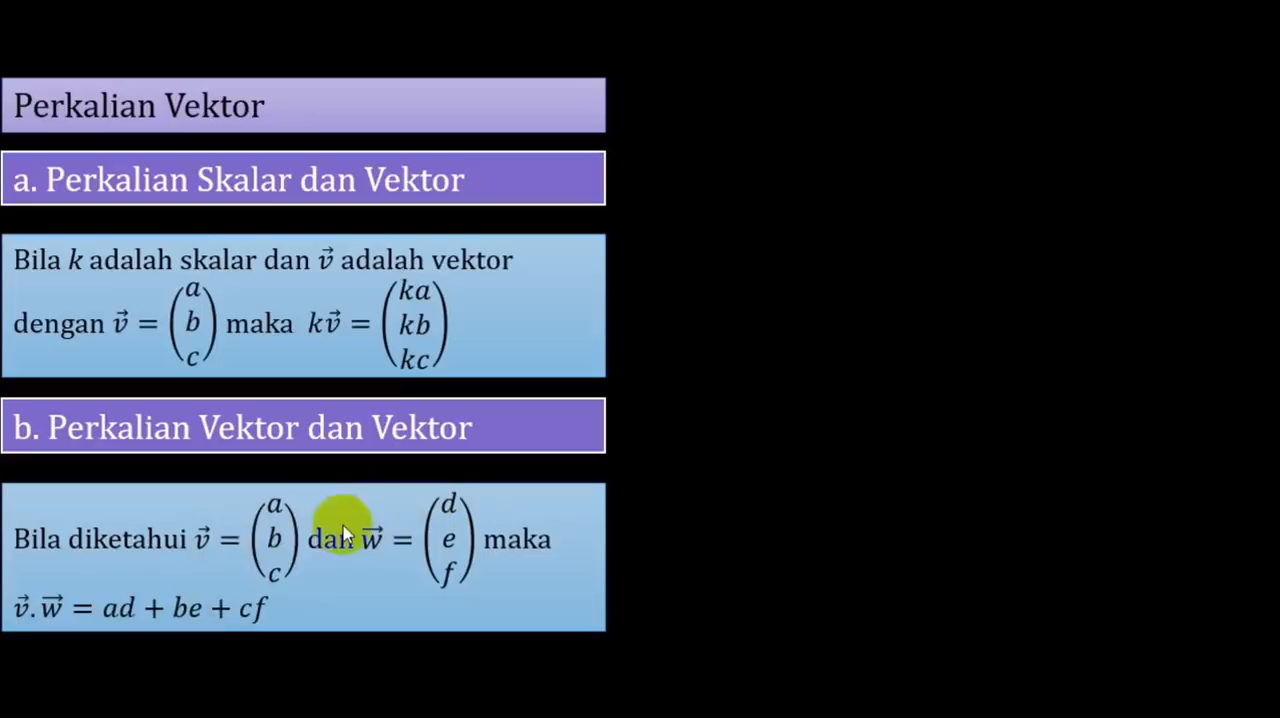 Perkalian Vektor
a. Perkalian Skalar dan Vektor
Bila k adalah skalar dan v⃗ adalah vektor
dengan v⃗ = (a b c) maka kv⃗ = (ka kb kc)
b. Perkalian Vektor dan Vektor
Bila diketahui v⃗ = (a b c) dan w⃗ = (d e f) maka
v⃗.w⃗ = ad + be + cf